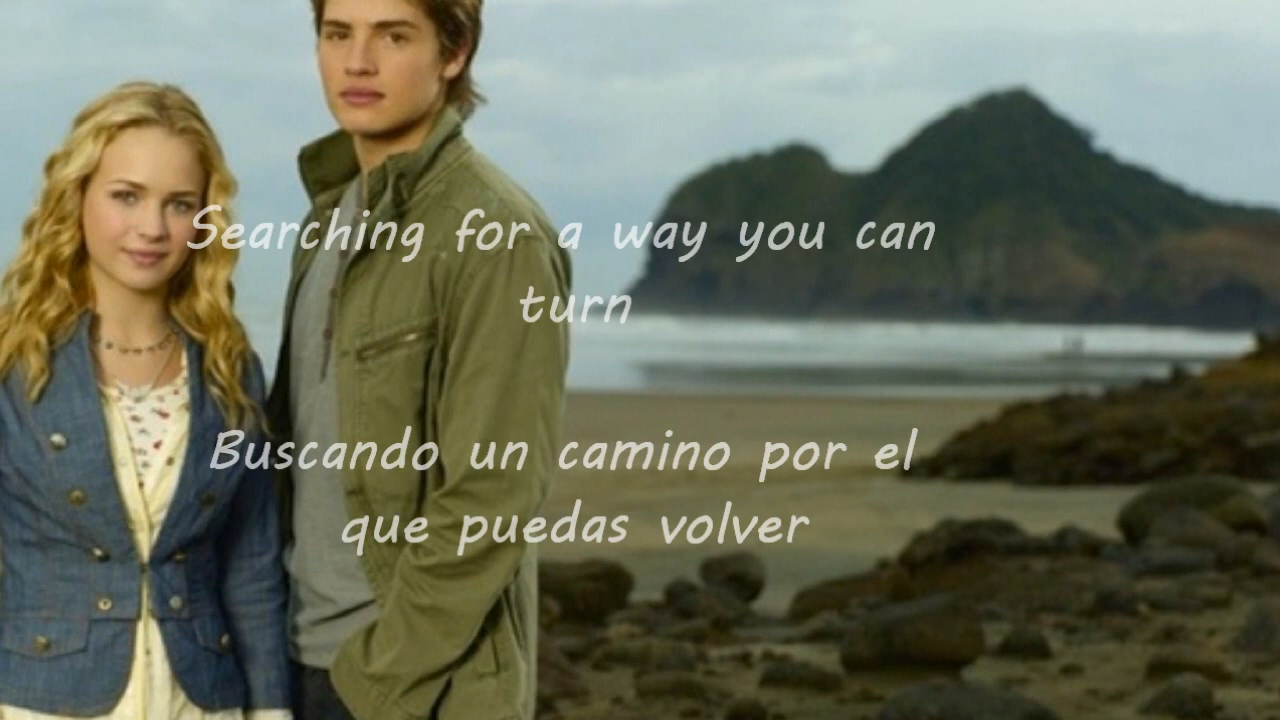 Searching for a way you can
turn
Buscando un camino por el
que puedas volver